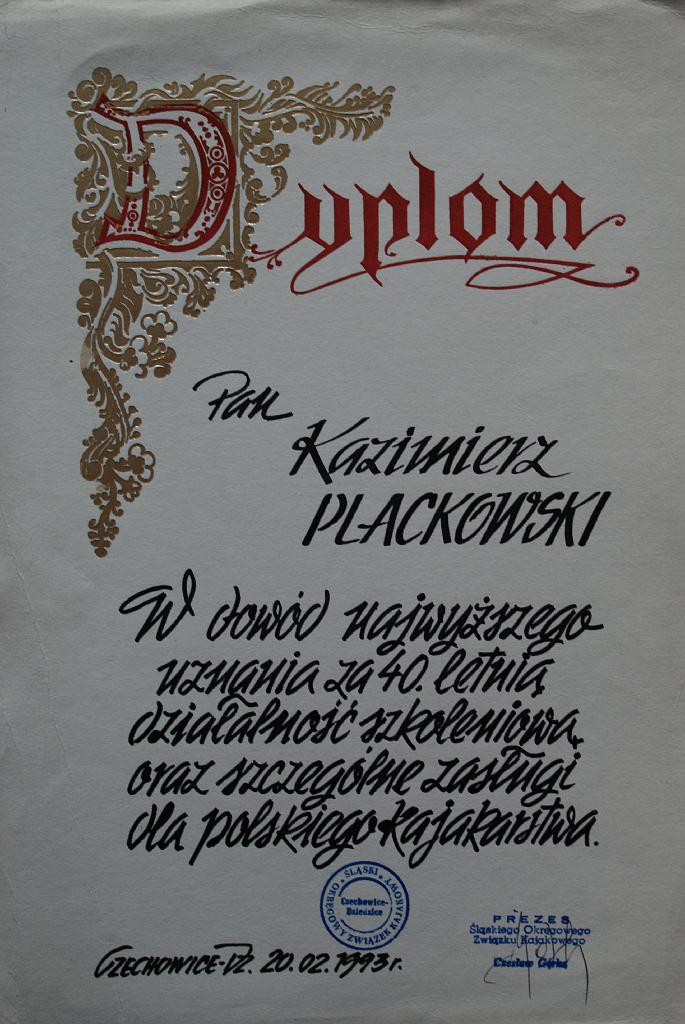 Dyplom
Pan
Kazimierz
PLACKOWSKI
W dowód najwyższego
uznania za 40. letnią
działalność szkoleniową
oraz szczególne zasługi
dla polskiego kajakarstwa.
ŚLĄSKI
OKRĘGOWY ZWIĄZEK KAJAKOWY
Czechowice-
Dziedzice
PREZES
Śląskiego Okręgowego
Związku Kajakowego
Czesław Górka
CZECHOWICE-DZ. 20.02.1993r.